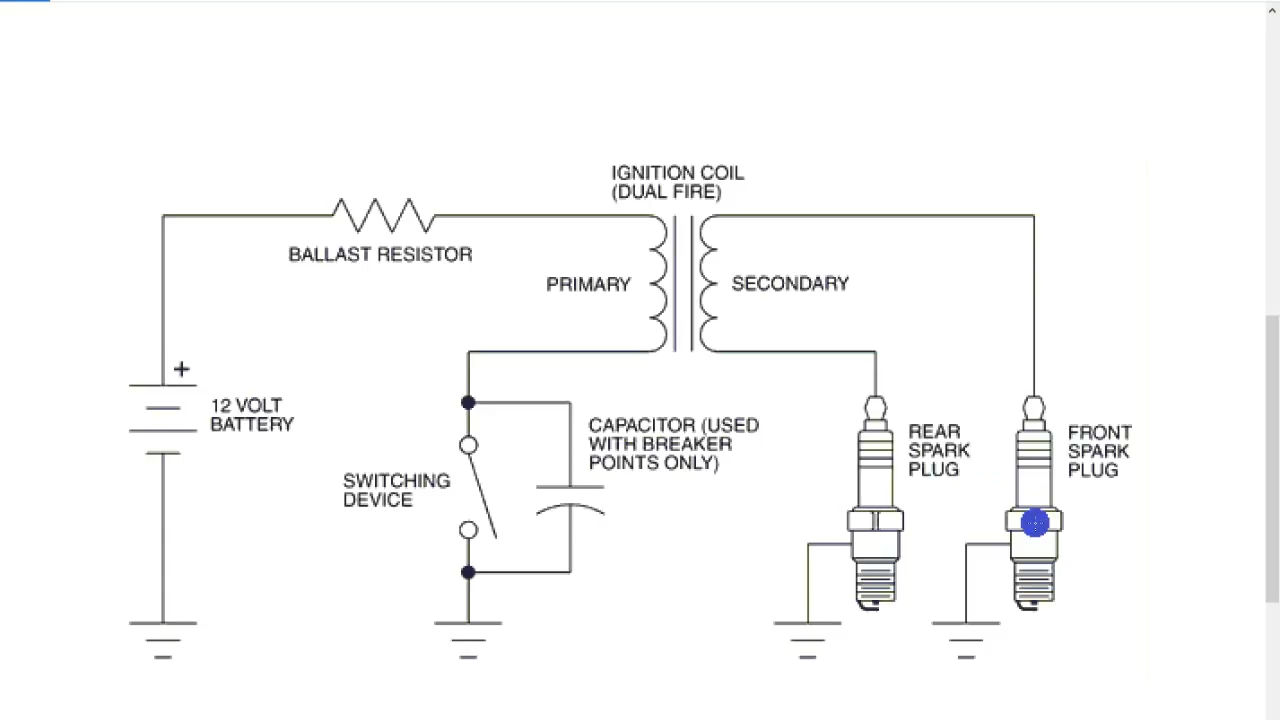 IGNITION COIL
(DUAL FIRE)
BALLAST RESISTOR
PRIMARY
SECONDARY
+
12 VOLT
BATTERY
SWITCHING
DEVICE
CAPACITOR (USED
WITH BREAKER
POINTS ONLY)
REAR
SPARK
PLUG
FRONT
SPARK
PLUG